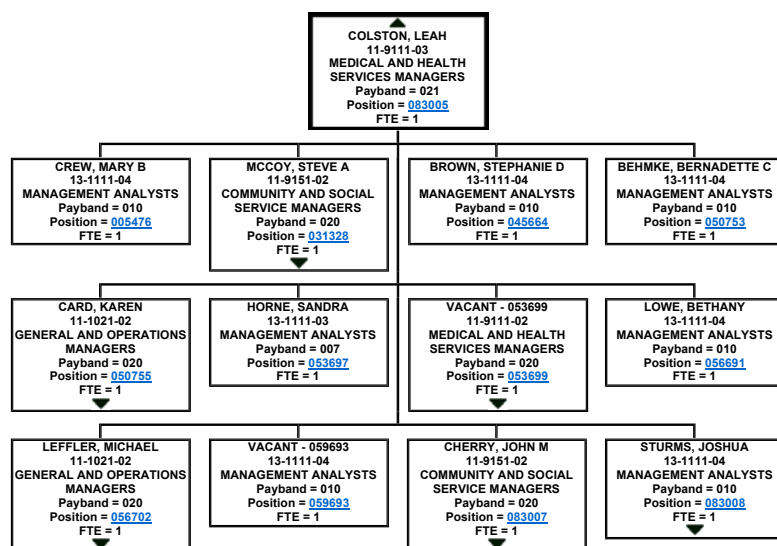 COLSTON, LEAH
11-9111-03
MEDICAL AND HEALTH
SERVICES MANAGERS
Payband = 021
Position = 083005
FTE = 1
CREW, MARY B
13-1111-04
MANAGEMENT ANALYSTS
Payband = 010
Position = 005476
FTE = 1
MCCOY, STEVE A
11-9151-02
COMMUNITY AND SOCIAL
SERVICE MANAGERS
Payband = 020
Position = 031328
FTE = 1
BROWN, STEPHANIE D
13-1111-04
MANAGEMENT ANALYSTS
Payband = 010
Position = 045664
FTE = 1
BEHMKE, BERNADETTE C
13-1111-04
MANAGEMENT ANALYSTS
Payband = 010
Position = 050753
FTE = 1
CARD, KAREN
11-1021-02
GENERAL AND OPERATIONS
MANAGERS
Payband = 020
Position = 050755
FTE = 1
HORNE, SANDRA
13-1111-03
MANAGEMENT ANALYSTS
Payband = 007
Position = 053697
FTE = 1
VACANT - 053699
11-9111-02
MEDICAL AND HEALTH
SERVICES MANAGERS
Payband = 020
Position = 053699
FTE = 1
LOWE, BETHANY
13-1111-04
MANAGEMENT ANALYSTS
Payband = 010
Position = 056691
FTE = 1
LEFFLER, MICHAEL
11-1021-02
GENERAL AND OPERATIONS
MANAGERS
Payband = 020
Position = 056702
FTE = 1
VACANT - 059693
13-1111-04
MANAGEMENT ANALYSTS
Payband = 010
Position = 059693
FTE = 1
CHERRY, JOHN M
11-9151-02
COMMUNITY AND SOCIAL
SERVICE MANAGERS
Payband = 020
Position = 083007
FTE = 1
STURMS, JOSHUA
13-1111-04
MANAGEMENT ANALYSTS
Payband = 010
Position = 083008
FTE = 1